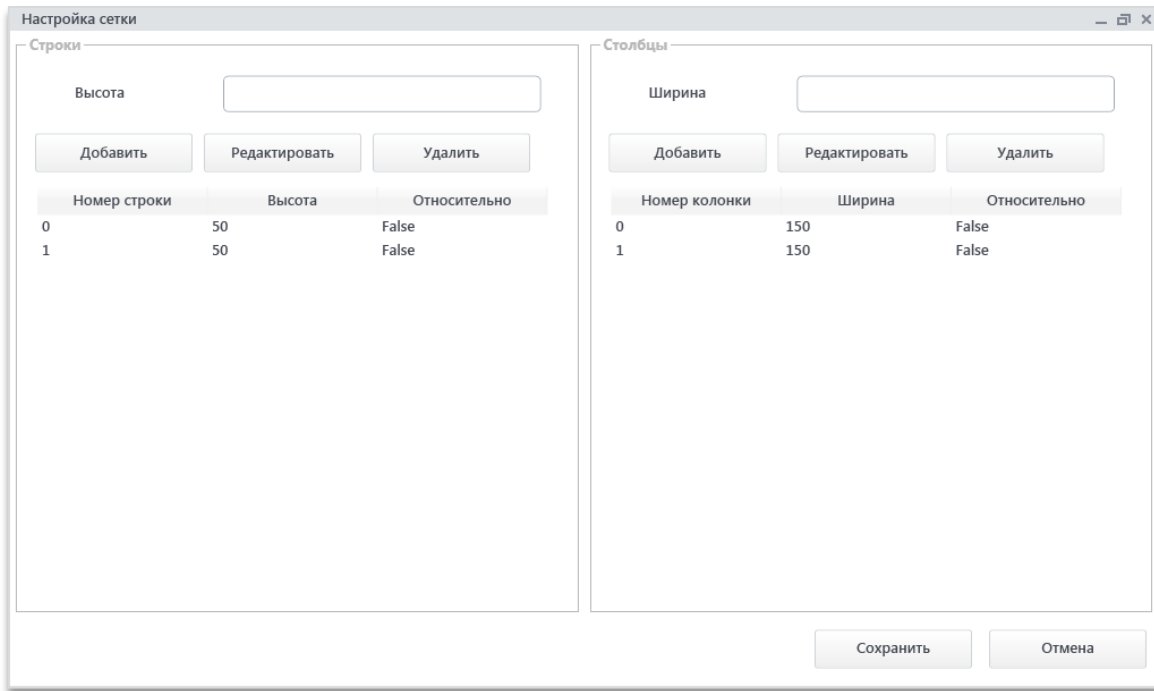 Настройка сетки
Строки
Высота
Добавить Редактировать Удалить
Номер строки Высота Относительно
0 50 False
1 50 False
Столбцы
Ширина
Добавить Редактировать Удалить
Номер колонки Ширина Относительно
0 150 False
1 150 False
Сохранить Отмена